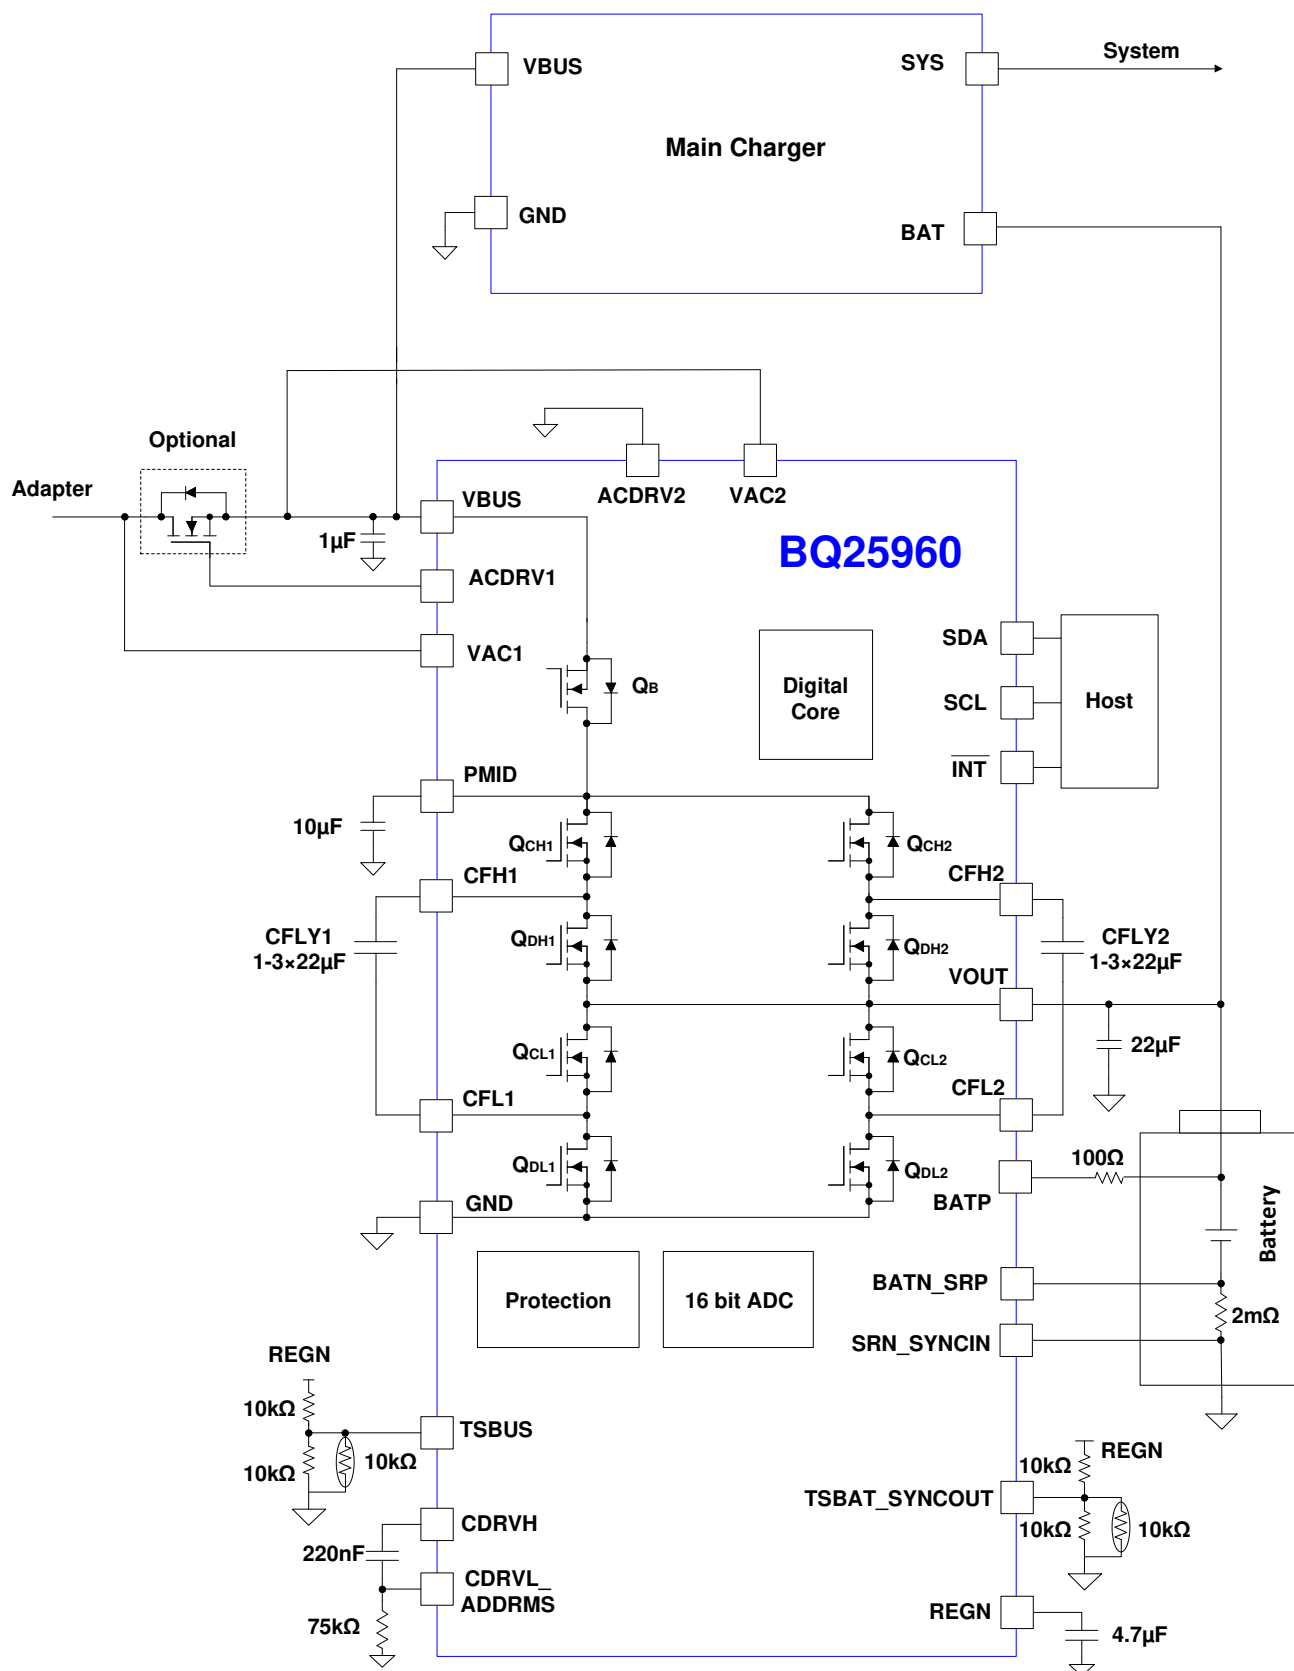 VBUS
SYS
System
Main Charger
GND
BAT
Optional
Adapter
ACDRV2
VAC2
VBUS
1µF
BQ25960
ACDRV1
VAC1
QB
Digital
Core
SDA
SCL
INT
Host
PMID
10µF
QCH1
QCH2
CFH1
CFH2
CFLY1
1-3×22µF
QDH1
QDH2
CFLY2
1-3×22µF
VOUT
QCL1
QCL2
22µF
CFL1
CFL2
QDL1
QDL2
100Ω
BATP
GND
Battery
Protection
16 bit ADC
BATN_SRP
2mΩ
SRN_SYNCIN
REGN
10kΩ
TSBUS
10kΩ
10kΩ
REGN
10kΩ
TSBAT_SYNCOUT
10kΩ
10kΩ
CDRVH
220nF
CDRVL_
ADDRMS
75kΩ
REGN
4.7µF